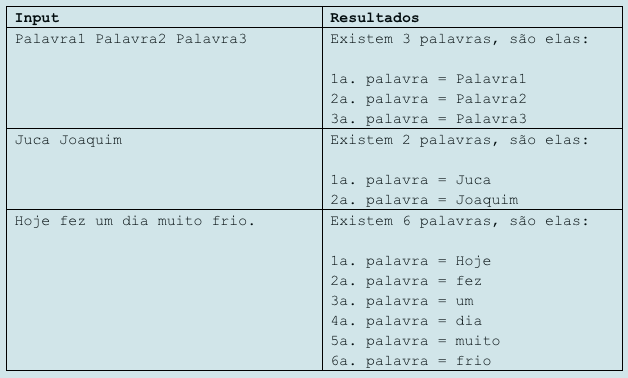 Input Resultados
Palavra1 Palavra2 Palavra3 Existem 3 palavras, são elas:
1a. palavra = Palavra1
2a. palavra = Palavra2
3a. palavra = Palavra3
Juca Joaquim Existem 2 palavras, são elas:
1a. palavra = Juca
2a. palavra = Joaquim
Hoje fez um dia muito frio. Existem 6 palavras, são elas:
1a. palavra = Hoje
2a. palavra = fez
3a. palavra = um
4a. palavra = dia
5a. palavra = muito
6a. palavra = frio